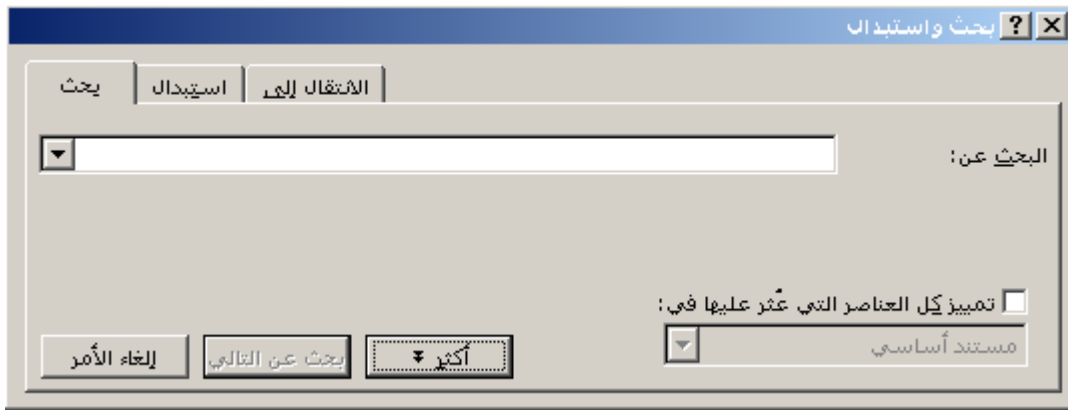 بحث واستبدال
بحث
استبدال
الانتقال إلى
البحث عن:
تمييز كل العناصر التي عُثر عليها في:
مستند أساسي
أكثر
بحث عن التالي
إلغاء الأمر